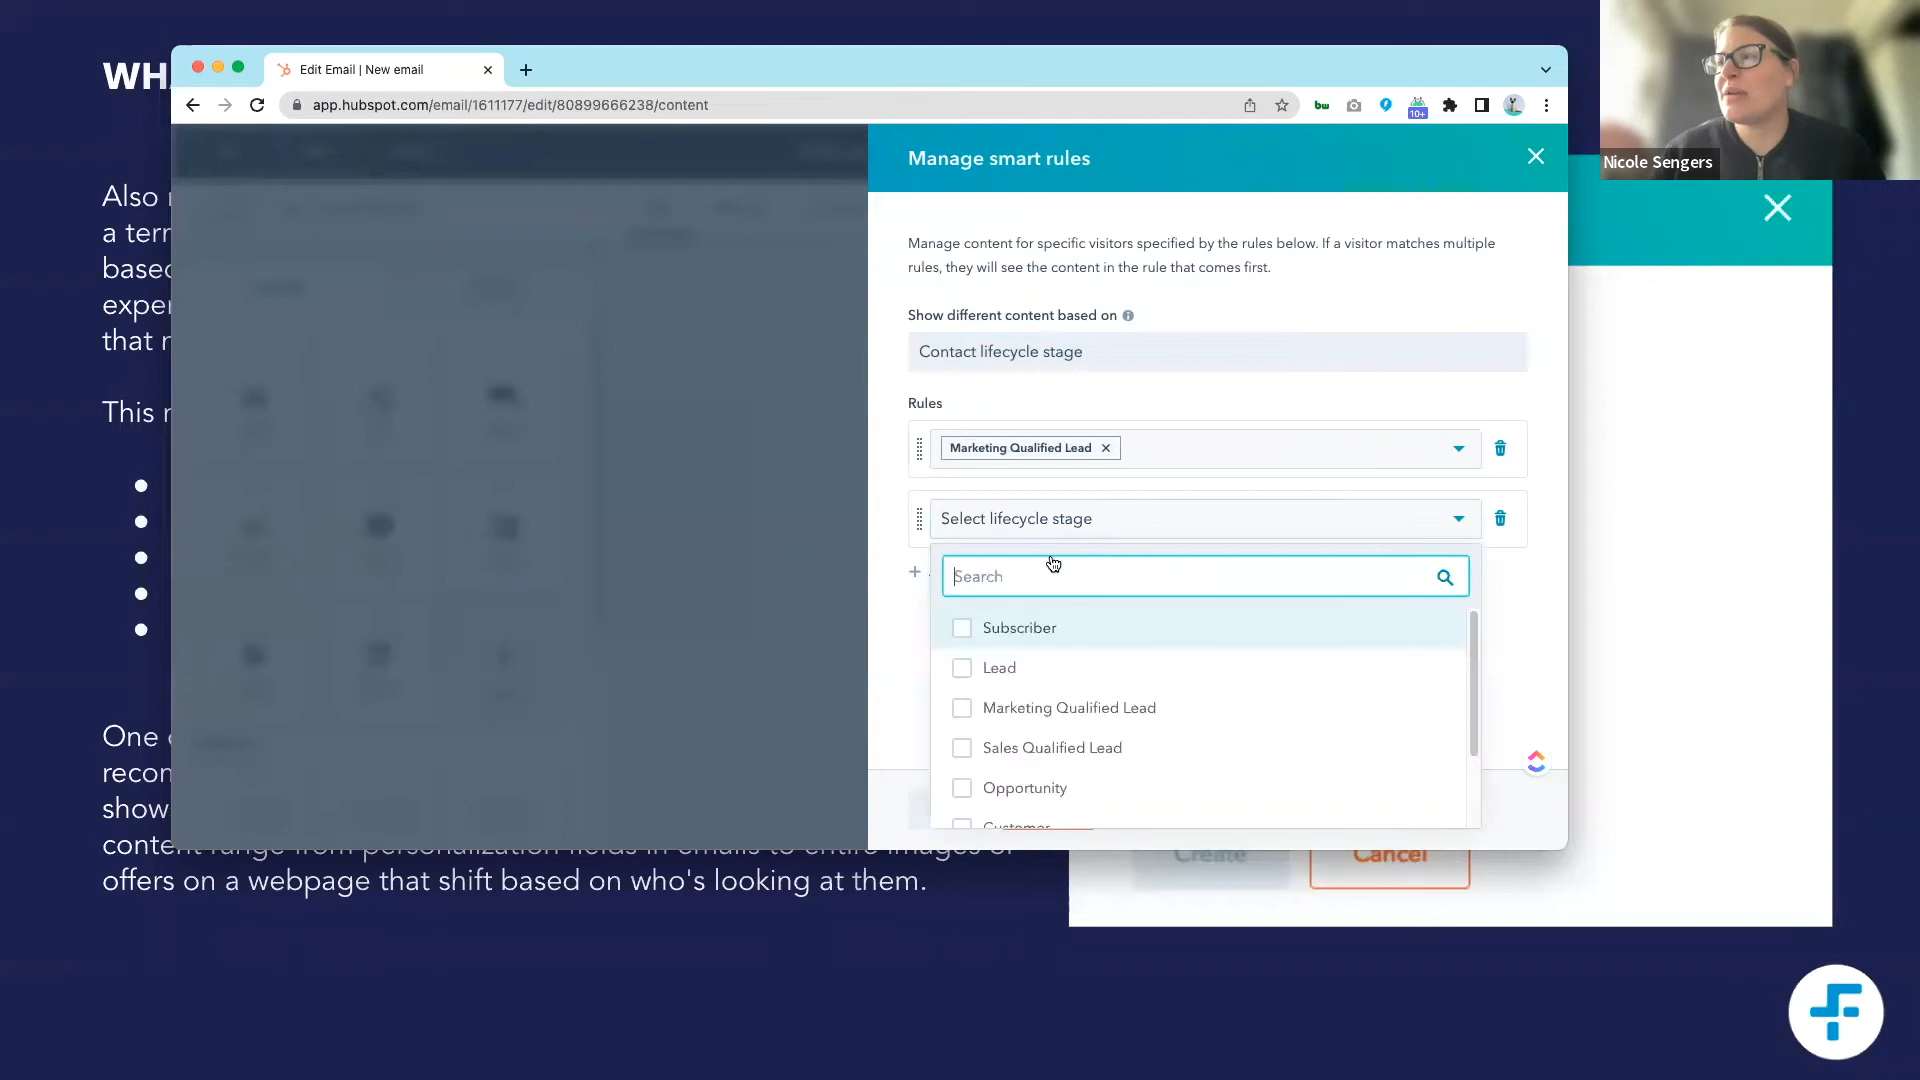 WH
Edit Email | New email
app.hubspot.com/email/1611177/edit/80899666238/content
10+
Nicole Sengers
Manage smart rules
Also
a terr
based
exper
that
Manage content for specific visitors specified by the rules below. If a visitor matches multiple
rules, they will see the content in the rule that comes first.
Show different content based on
Contact lifecycle stage
This
Rules
Marketing Qualified Lead
Select lifecycle stage
Search
Subscriber
Lead
Marketing Qualified Lead
Sales Qualified Lead
Opportunity
Customer
One
recor
show
content range from personalization fields in emails to entire images or
offers on a webpage that shift based on who's looking at them.
Create
Cancel